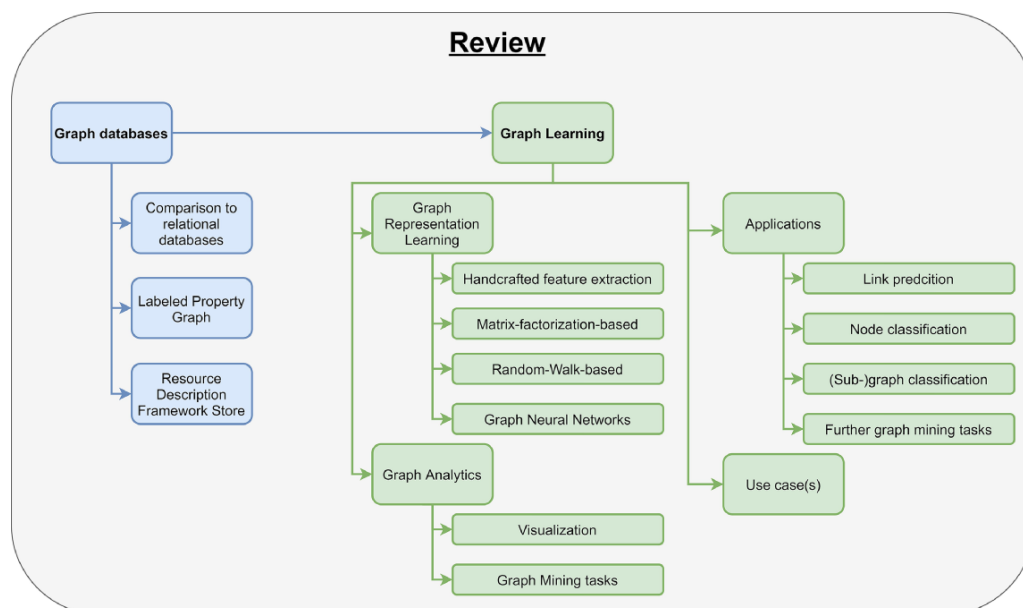 Review
Graph databases
Graph Learning
Comparison to
relational
databases
Labeled Property
Graph
Resource
Description
Framework Store
Graph
Representation
Learning
Handcrafted feature extraction
Matrix-factorization-based
Random-Walk-based
Graph Neural Networks
Graph Analytics
Visualization
Graph Mining tasks
Applications
Link predcition
Node classification
(Sub-)graph classification
Further graph mining tasks
Use case(s)